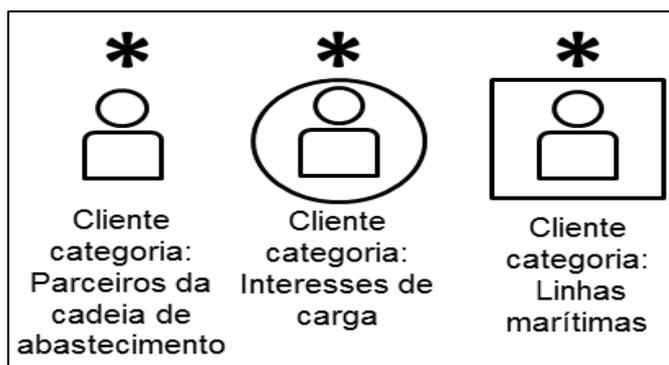 * * *
Cliente
categoria:
Parceiros da
cadeia de
abastecimento
Cliente
categoria:
Interesses de
carga
Cliente
categoria:
Linhas
marítimas